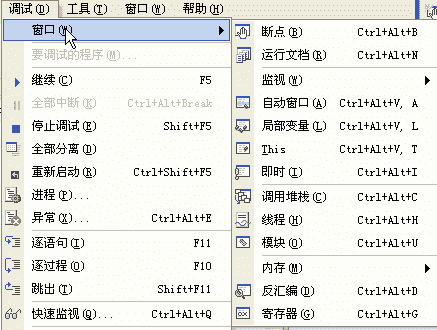 调试(D) 工具(T) 窗口(W) 帮助(H)
窗口(W)
要调试的程序(M)...
继续(C) F5
全部中断(K) Ctrl+Alt+Break
停止调试(E) Shift+F5
全部分离(D)
重新启动(R) Ctrl+Shift+F5
进程(P)...
异常(X)... Ctrl+Alt+E
逐语句(I) F11
逐过程(O) F10
跳出(T) Shift+F11
快速监视(Q)... Ctrl+Alt+Q
断点(B) Ctrl+Alt+B
运行文档(N) Ctrl+Alt+N
监视(W)
自动窗口(A) Ctrl+Alt+V, A
局部变量(L) Ctrl+Alt+V, L
This Ctrl+Alt+V, T
即时(I) Ctrl+Alt+I
调用堆栈(C) Ctrl+Alt+C
线程(H) Ctrl+Alt+H
模块(O) Ctrl+Alt+U
内存(M)
反汇编(D) Ctrl+Alt+D
寄存器(G) Ctrl+Alt+G